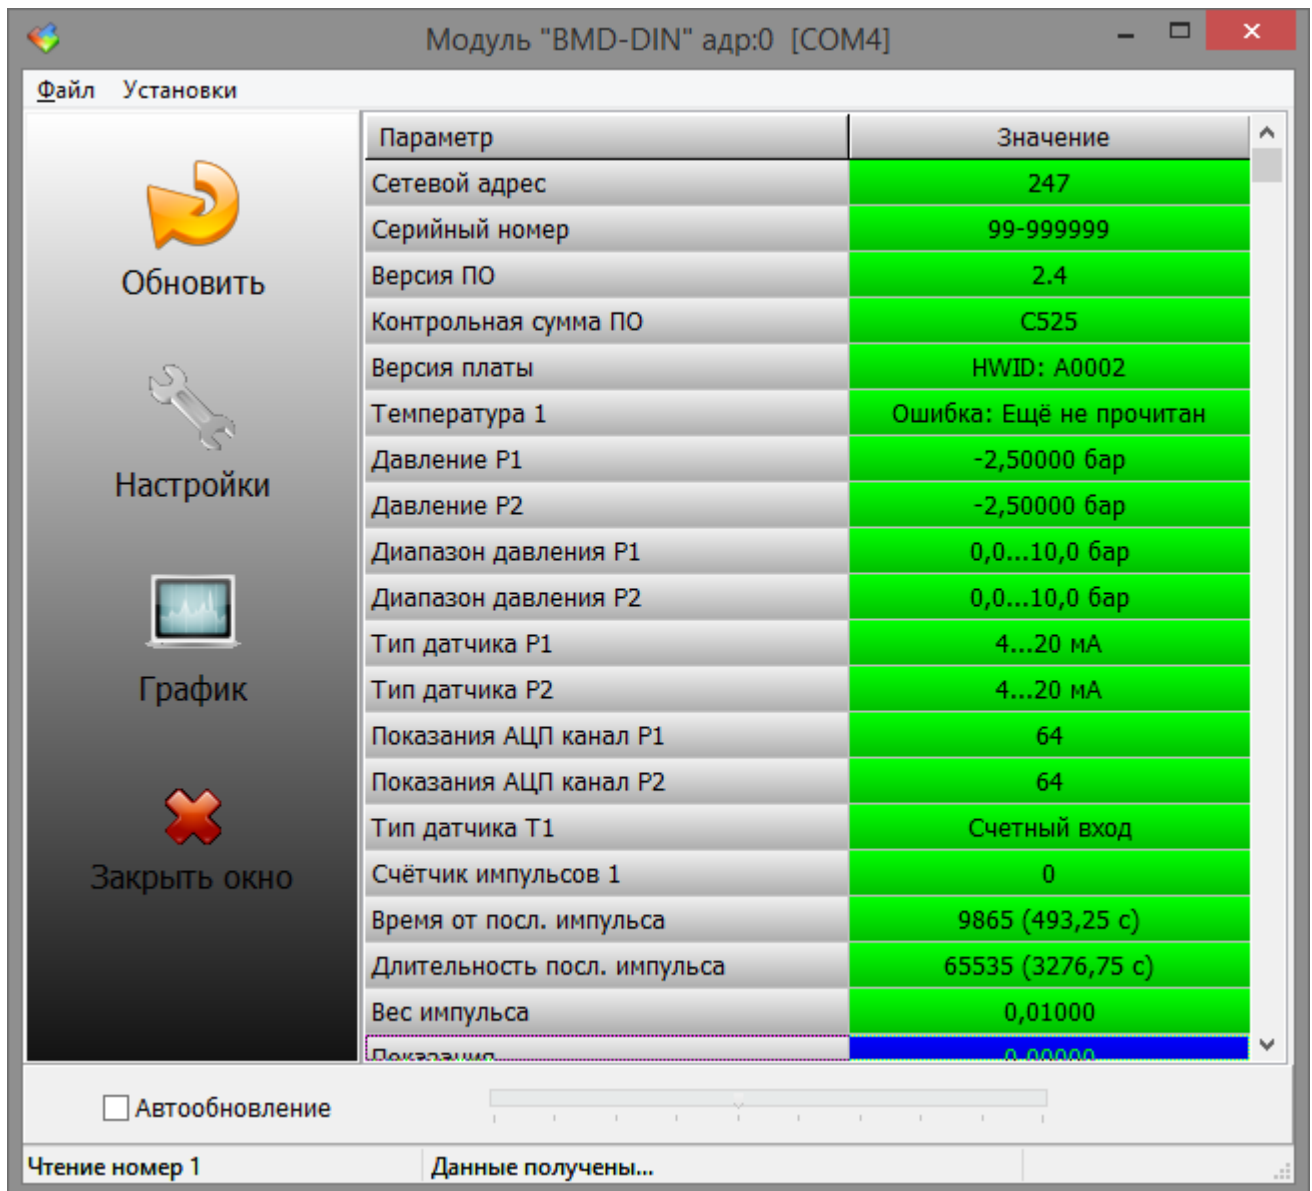 Модуль "BMD-DIN" адр:0 [COM4]
Файл Установки
Параметр Значение
Обновить
Настройки
График
Закрыть окно
Сетевой адрес 247
Серийный номер 99-999999
Версия ПО 2.4
Контрольная сумма ПО C525
Версия платы HWID: A0002
Температура 1 Ошибка: Ещё не прочитан
Давление P1 -2,50000 бар
Давление P2 -2,50000 бар
Диапазон давления P1 0,0...10,0 бар
Диапазон давления P2 0,0...10,0 бар
Тип датчика P1 4...20 мА
Тип датчика P2 4...20 мА
Показания АЦП канал P1 64
Показания АЦП канал P2 64
Тип датчика T1 Счетный вход
Счётчик импульсов 1 0
Время от посл. импульса 9865 (493,25 с)
Длительность посл. импульса 65535 (3276,75 с)
Вес импульса 0,01000
Показания 0,00000
Автообновление
Чтение номер 1 Данные получены...